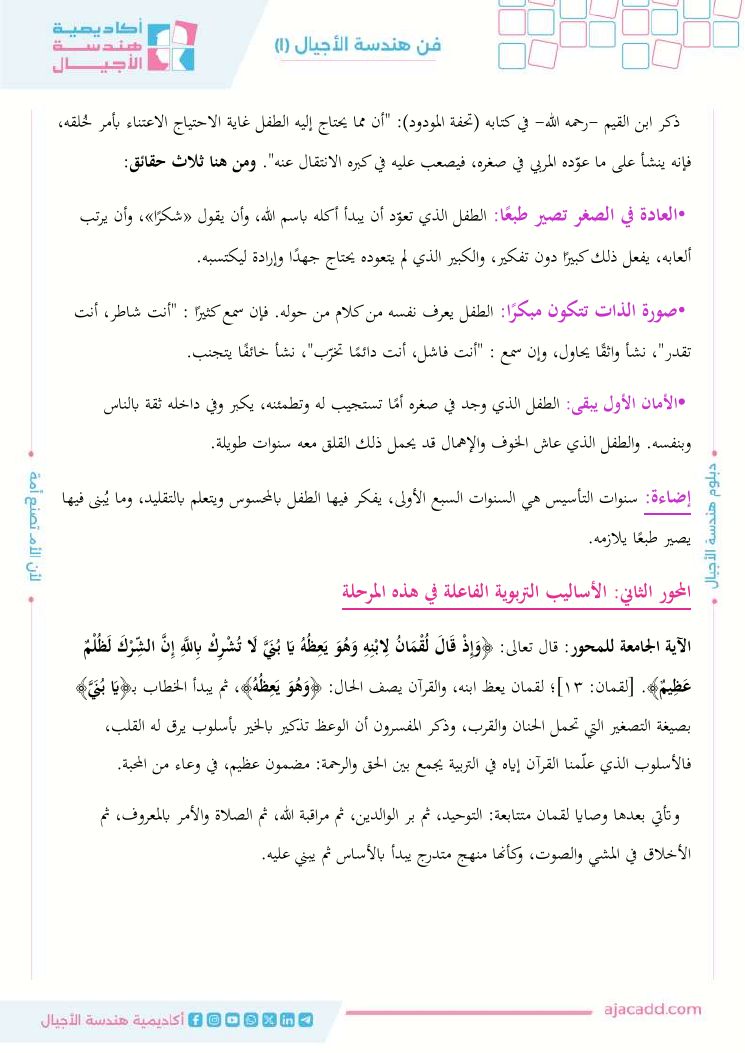 أكاديمية
هندسة
الأجيال
فن هندسة الأجيال (١)
ذكر ابن القيم –رحمه الله– في كتابه (تحفة المودود): "أن مما يحتاج إليه الطفل غاية الاحتياج الاعتناء بأمر خُلقه،
فإنه ينشأ على ما عوّده المربي في صغره، فيصعب عليه في كبره الانتقال عنه". ومن هنا ثلاث حقائق:
•العادة في الصغر تصير طبعًا: الطفل الذي تعوّد أن يبدأ أكله باسم الله، وأن يقول «شكرًا»، وأن يرتب
ألعابه، يفعل ذلك كبيرًا دون تفكير، والكبير الذي لم يتعوده يحتاج جهدًا وإرادة ليكتسبه.
•صورة الذات تتكون مبكرًا: الطفل يعرف نفسه من كلام من حوله. فإن سمع كثيرًا : "أنت شاطر، أنت
تقدر"، نشأ واثقًا يحاول، وإن سمع : "أنت فاشل، أنت دائمًا تخرّب"، نشأ خائفًا يتجنب.
•الأمان الأول يبقى: الطفل الذي وجد في صغره أمًا تستجيب له وتطمئنه، يكبر وفي داخله ثقة بالناس
وبنفسه. والطفل الذي عاش الخوف والإهمال قد يحمل ذلك القلق معه سنوات طويلة.
إضاءة: سنوات التأسيس هي السنوات السبع الأولى، يفكر فيها الطفل بالمحسوس ويتعلم بالتقليد، وما يُبنى فيها
يصير طبعًا يلازمه.
المحور الثاني: الأساليب التربوية الفاعلة في هذه المرحلة
الآية الجامعة للمحور: قال تعالى: ﴿وَإِذْ قَالَ لُقْمَانُ لِابْنِهِ وَهُوَ يَعِظُهُ يَا بُنَيَّ لَا تُشْرِكْ بِاللَّهِ إِنَّ الشِّرْكَ لَظُلْمٌ
عَظِيمٌ﴾. [لقمان: ١٣]؛ لقمان يعظ ابنه، والقرآن يصف الحال: ﴿وَهُوَ يَعِظُهُ﴾، ثم يبدأ الخطاب بـ﴿يَا بُنَيَّ﴾
بصيغة التصغير التي تحمل الحنان والقرب، وذكر المفسرون أن الوعظ تذكير بالخير بأسلوب يرق له القلب،
فالأسلوب الذي علّمنا القرآن إياه في التربية يجمع بين الحق والرحمة: مضمون عظيم، في وعاء من المحبة.
وتأتي بعدها وصايا لقمان متتابعة: التوحيد، ثم بر الوالدين، ثم مراقبة الله، ثم الصلاة والأمر بالمعروف، ثم
الأخلاق في المشي والصوت، وكأنها منهج متدرج يبدأ بالأساس ثم يبني عليه.
دبلوم هندسة الأجيال
لأن الأم تصنع أمة
أكاديمية هندسة الأجيال
ajacadd.com